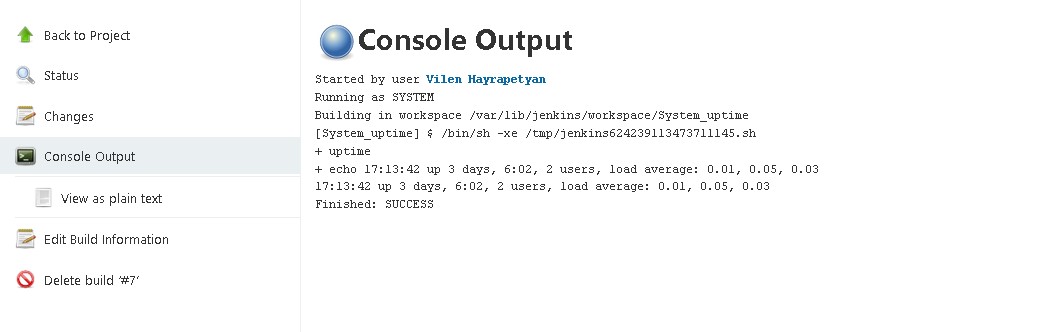 Back to Project
Status
Changes
Console Output
View as plain text
Edit Build Information
Delete build ‘#7’
Console Output
Started by user Vilen Hayrapetyan
Running as SYSTEM
Building in workspace /var/lib/jenkins/workspace/System_uptime
[System_uptime] $ /bin/sh -xe /tmp/jenkins624239113473711145.sh
+ uptime
+ echo 17:13:42 up 3 days, 6:02, 2 users, load average: 0.01, 0.05, 0.03
17:13:42 up 3 days, 6:02, 2 users, load average: 0.01, 0.05, 0.03
Finished: SUCCESS